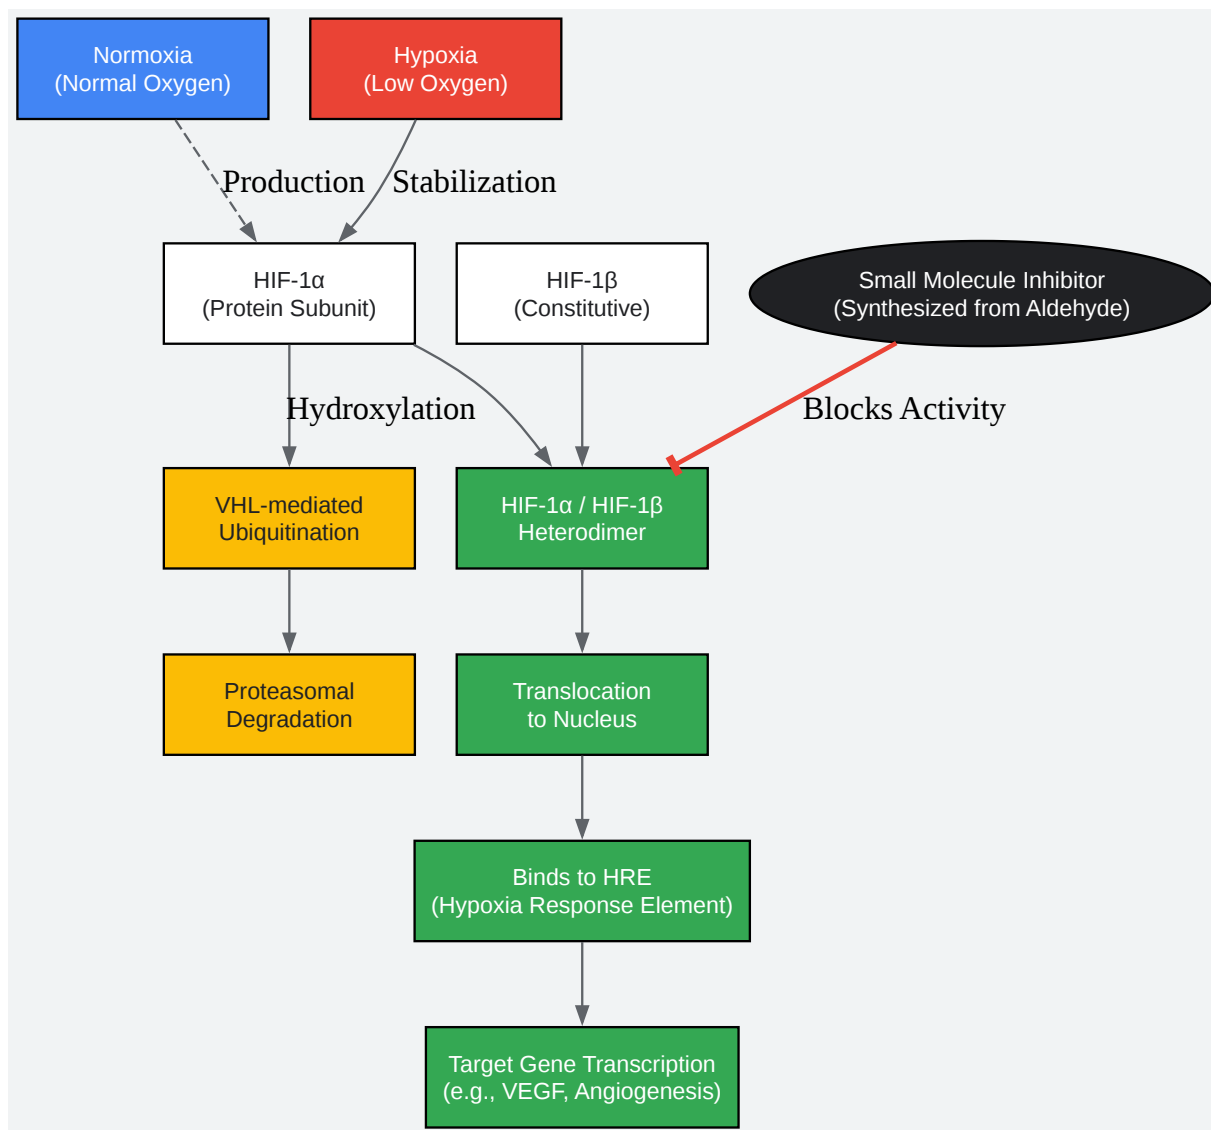 Normoxia
(Normal Oxygen)
Hypoxia
(Low Oxygen)
Production
Stabilization
HIF-1α
(Protein Subunit)
HIF-1β
(Constitutive)
Small Molecule Inhibitor
(Synthesized from Aldehyde)
Hydroxylation
Blocks Activity
VHL-mediated
Ubiquitination
HIF-1α / HIF-1β
Heterodimer
Proteasomal
Degradation
Translocation
to Nucleus
Binds to HRE
(Hypoxia Response Element)
Target Gene Transcription
(e.g., VEGF, Angiogenesis)